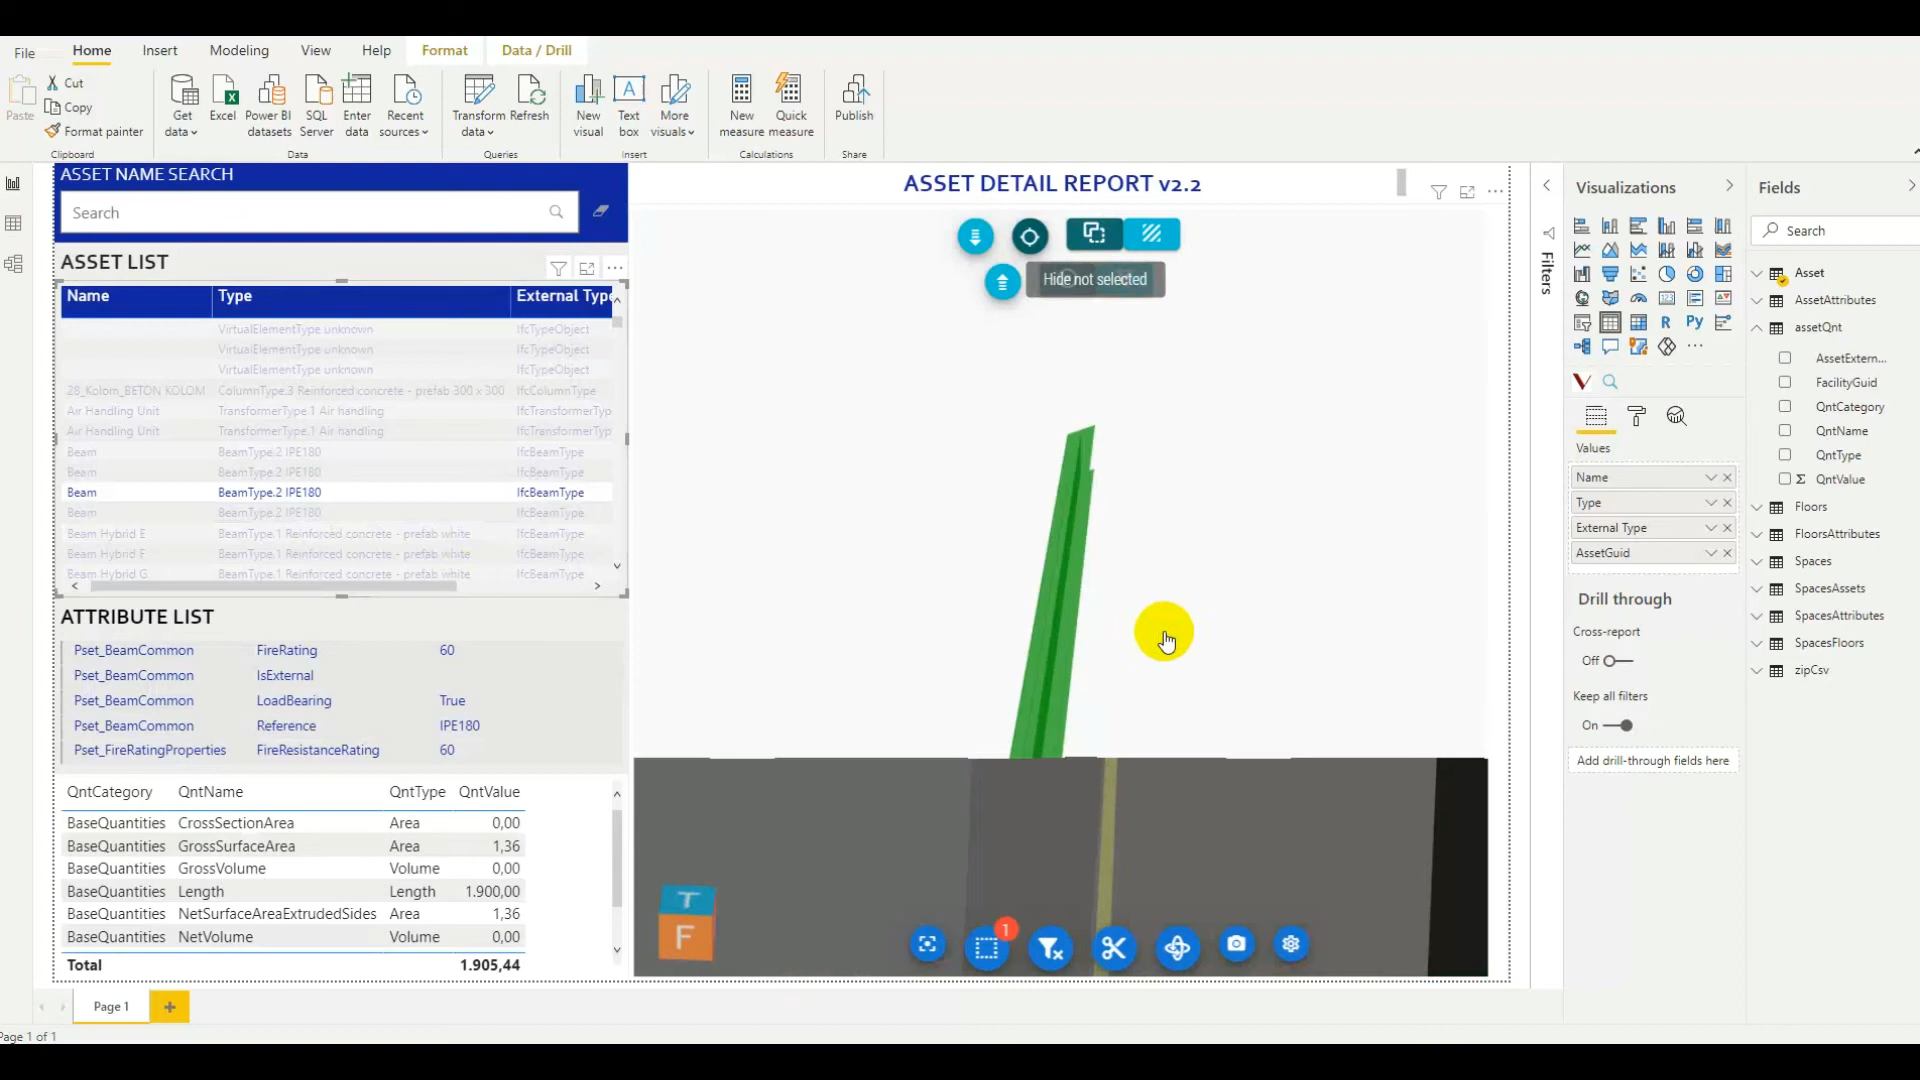 File Home Insert Modeling View Help Format Data / Drill
Paste Cut Copy Format painter
Get data Excel Power BI datasets SQL Server Enter data Recent sources Transform data Refresh New visual Text box More visuals New measure Quick measure Publish
Clipboard Data Queries Insert Calculations Share
ASSET NAME SEARCH
Search
ASSET LIST
Name Type External Type
VirtualElementType unknown IfcTypeObject
VirtualElementType unknown IfcTypeObject
VirtualElementType unknown IfcTypeObject
28_Kolom_BETON KOLOM ColumnType.3 Reinforced concrete - prefab 300 x 300 IfcColumnType
Air Handling Unit TransformerType.1 Air handling IfcTransformerTyp
Air Handling Unit TransformerType.1 Air handling IfcTransformerTyp
Beam BeamType.2 IPE180 IfcBeamType
Beam BeamType.2 IPE180 IfcBeamType
Beam BeamType.2 IPE180 IfcBeamType
Beam BeamType.2 IPE180 IfcBeamType
Beam Hybrid E BeamType.1 Reinforced concrete - prefab white IfcBeamType
Beam Hybrid F BeamType.1 Reinforced concrete - prefab white IfcBeamType
Beam Hybrid G BeamType.1 Reinforced concrete - prefab white IfcBeamType
ATTRIBUTE LIST
Pset_BeamCommon FireRating 60
Pset_BeamCommon IsExternal
Pset_BeamCommon LoadBearing True
Pset_BeamCommon Reference IPE180
Pset_FireRatingProperties FireResistanceRating 60
QntCategory QntName QntType QntValue
BaseQuantities CrossSectionArea Area 0,00
BaseQuantities GrossSurfaceArea Area 1,36
BaseQuantities GrossVolume Volume 0,00
BaseQuantities Length Length 1.900,00
BaseQuantities NetSurfaceAreaExtrudedSides Area 1,36
BaseQuantities NetVolume Volume 0,00
Total 1.905,44
ASSET DETAIL REPORT v2.2
Hide not selected
T
F
1
Filters
Visualizations
R Py
Values
Name
Type
External Type
AssetGuid
Drill through
Cross-report
Off
Keep all filters
On
Add drill-through fields here
Fields
Search
Asset
AssetAttributes
assetQnt
AssetExtern...
FacilityGuid
QntCategory
QntName
QntType
Σ QntValue
Floors
FloorsAttributes
Spaces
SpacesAssets
SpacesAttributes
SpacesFloors
zipCsv
Page 1 +
Page 1 of 1